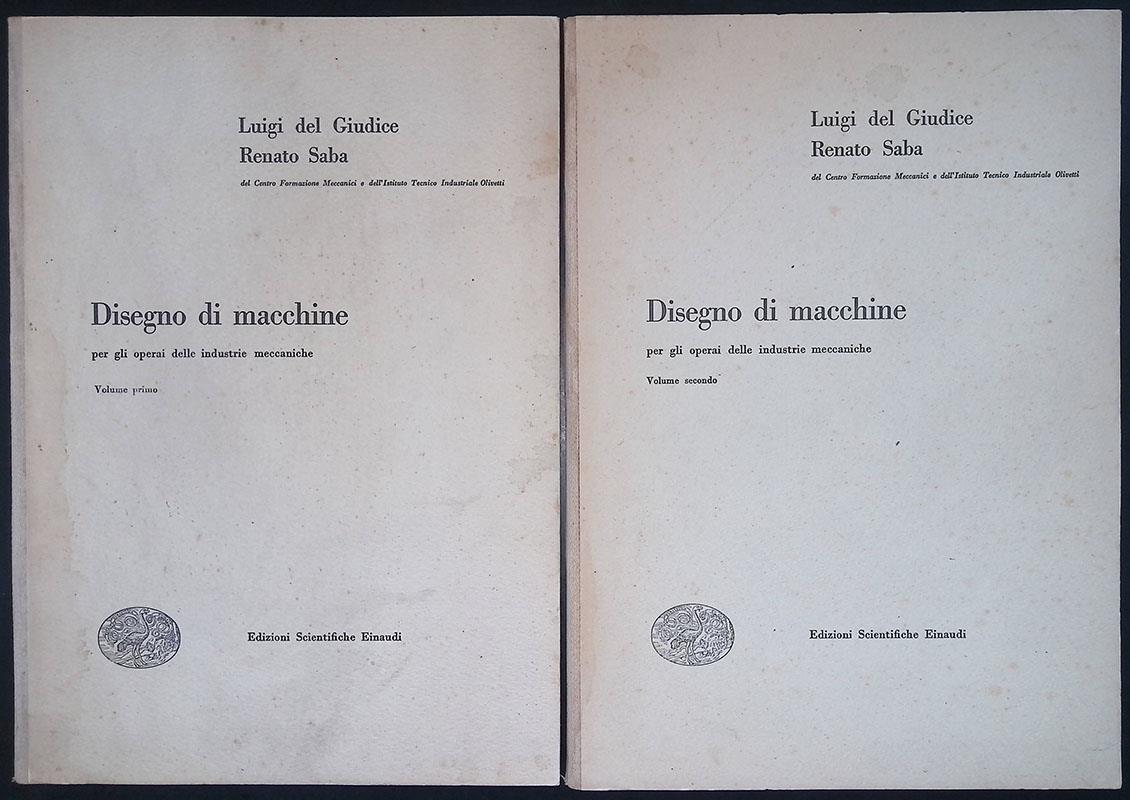 Luigi del Giudice
Renato Saba
del Centro Formazione Meccanici e dell'Istituto Tecnico Industriale Olivetti
Disegno di macchine
per gli operai delle industrie meccaniche
Volume primo
Edizioni Scientifiche Einaudi
Luigi del Giudice
Renato Saba
del Centro Formazione Meccanici e dell'Istituto Tecnico Industriale Olivetti
Disegno di macchine
per gli operai delle industrie meccaniche
Volume secondo
Edizioni Scientifiche Einaudi